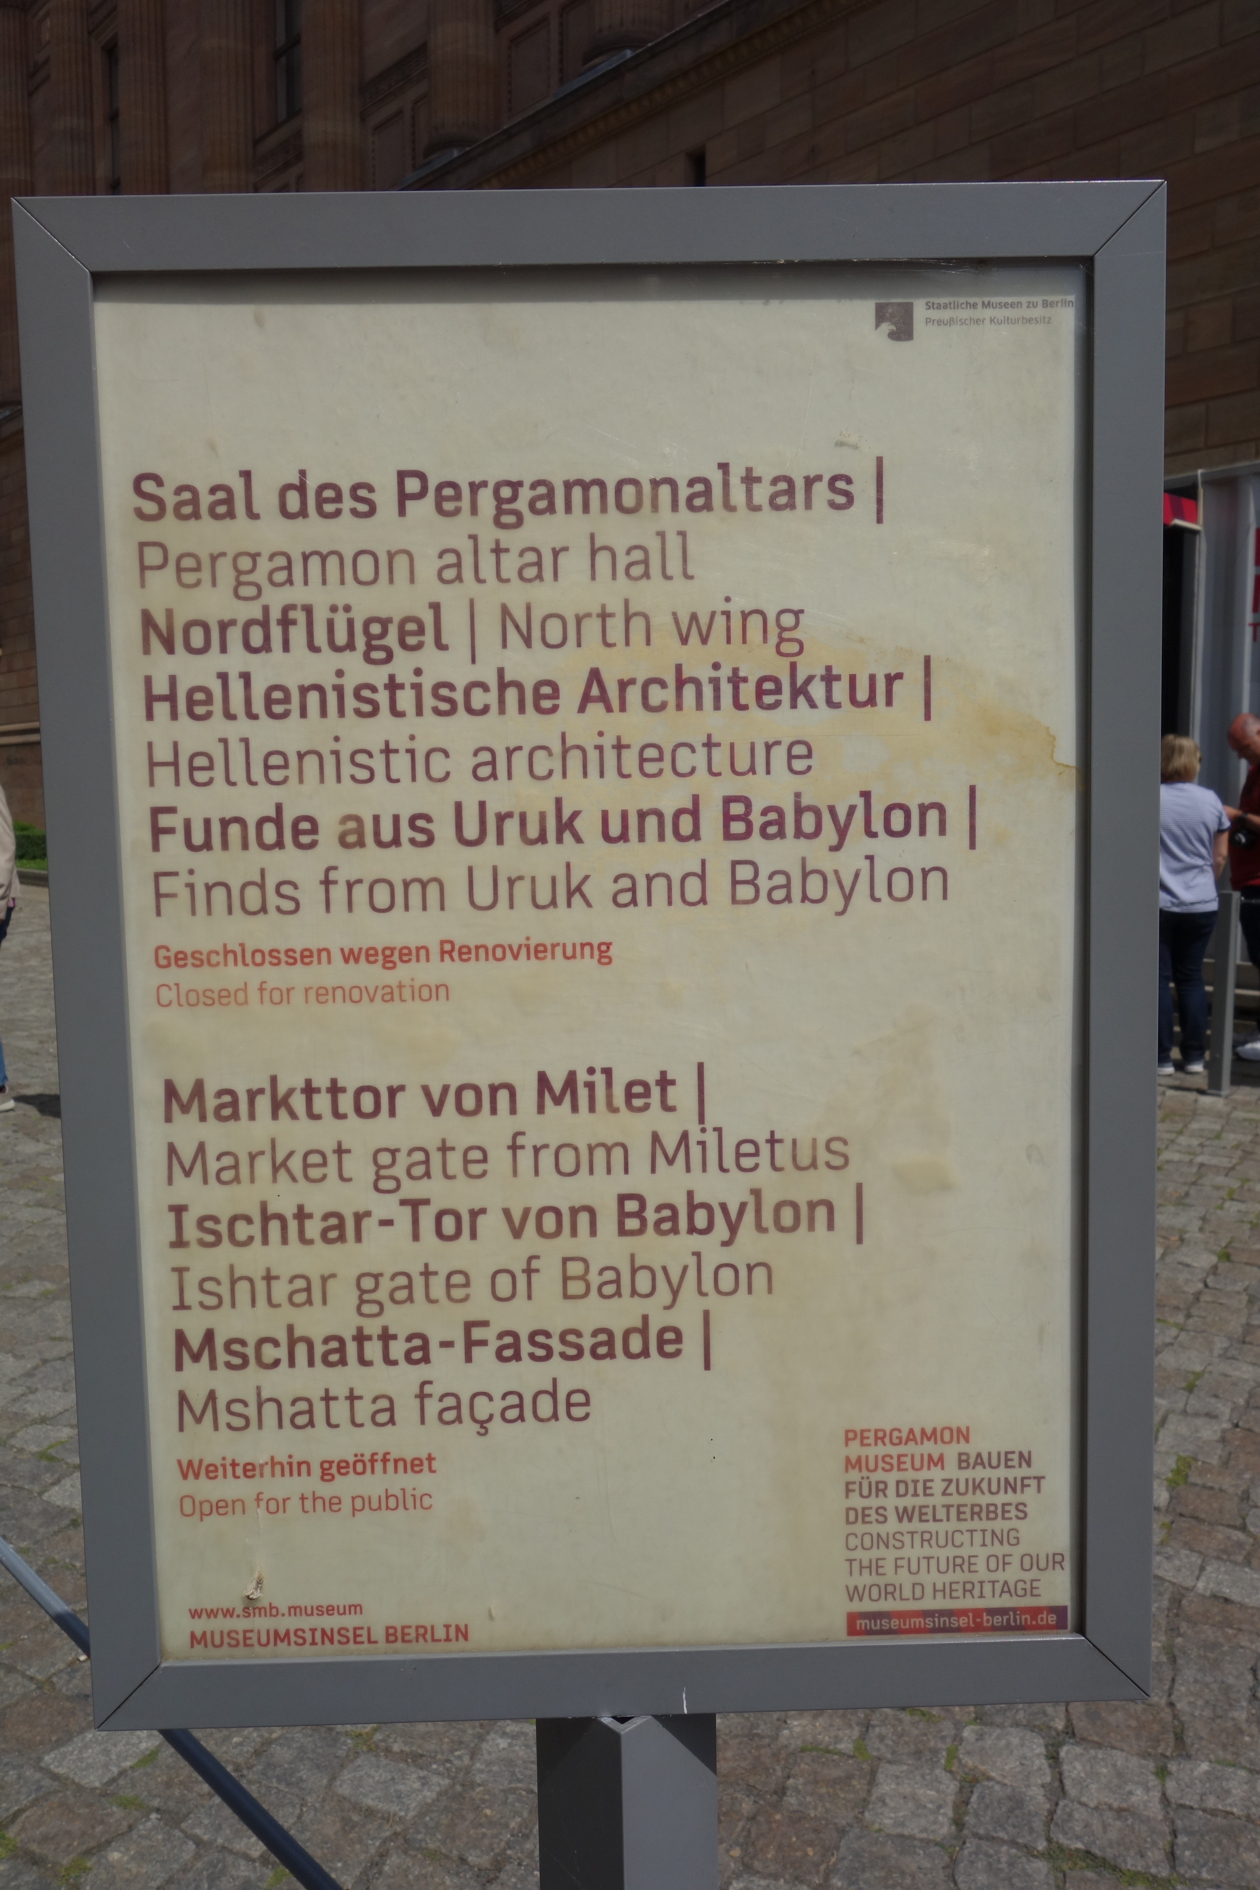 Staatliche Museen zu Berlin
Preußischer Kulturbesitz
Saal des Pergamonaltars |
Pergamon altar hall
Nordflügel | North wing
Hellenistische Architektur |
Hellenistic architecture
Funde aus Uruk und Babylon |
Finds from Uruk and Babylon
Geschlossen wegen Renovierung
Closed for renovation
Markttor von Milet |
Market gate from Miletus
Ischtar-Tor von Babylon |
Ishtar gate of Babylon
Mschatta-Fassade |
Mshatta façade
Weiterhin geöffnet
Open for the public
www.smb.museum
MUSEUMSINSEL BERLIN
PERGAMON
MUSEUM BAUEN
FÜR DIE ZUKUNFT
DES WELTERBES
CONSTRUCTING
THE FUTURE OF OUR
WORLD HERITAGE
museumsinsel-berlin.de